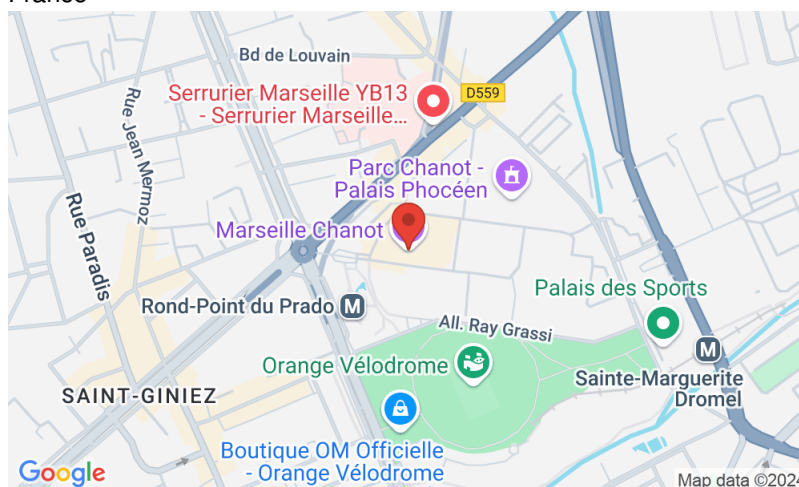 France
Bd de Louvain
Serrurier Marseille YB13
- Serrurier Marseille...
D559
Rue Jean Mermoz
Parc Chanot -
Palais Phocéen
Rue Paradis
Marseille Chanot
Palais des Sports
Rond-Point du Prado M
All. Ray Grassi
M
Orange Vélodrome
Sainte-Marguerite
Dromel
SAINT-GINIEZ
Boutique OM Officielle
- Orange Vélodrome
Google
Map data ©2024